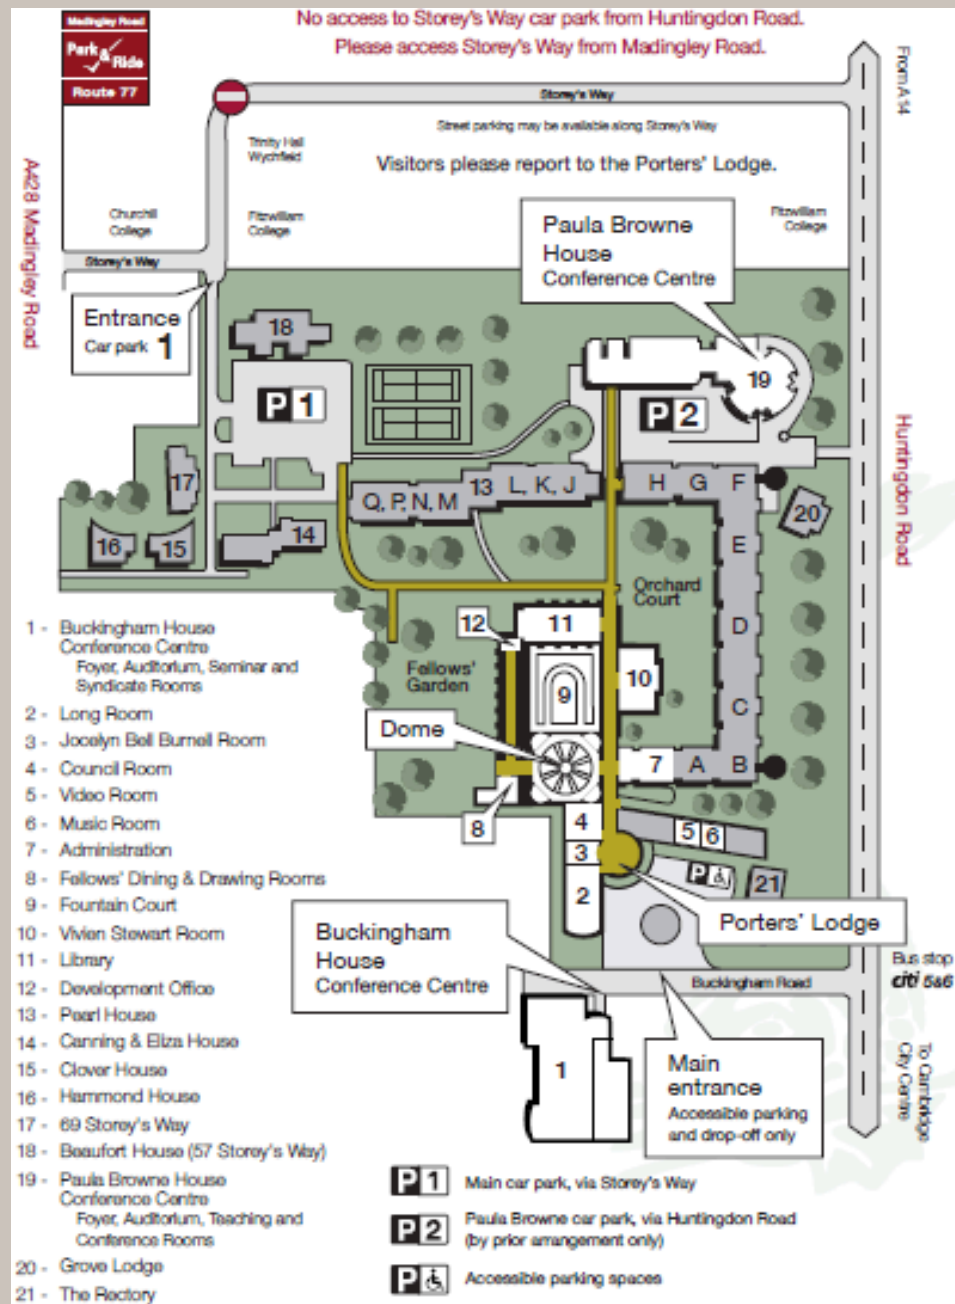 No access to Storey's Way car park from Huntingdon Road.
Please access Storey's Way from Madingley Road.
Madingley Road
Park & Ride
Route 77
From A14
Storey's Way
Street parking may be available along Storey's Way
Trinity Hall
Wychfield
Visitors please report to the Porters' Lodge.
A428 Madingley Road
Churchill
College
Fitzwilliam
College
Fitzwilliam
College
Storey's Way
Paula Browne
House
Conference Centre
Entrance
Car park 1
18
P 1
19
P 2
Huntingdon Road
17
Q, P, N, M
13
L, K, J
H
G
F
20
16
15
14
E
Orchard
Court
D
C
12
11
10
9
Fellows'
Garden
Dome
7
A
B
8
4
5
6
3
2
P
21
Porters' Lodge
Buckingham
House
Conference Centre
Buckingham Road
Bus stop
citi 5&6
1
Main
entrance
Accessible parking
and drop-off only
To Cambridge
City Centre
1 - Buckingham House
Conference Centre
Foyer, Auditorium, Seminar and
Syndicate Rooms
2 - Long Room
3 - Jocelyn Bell Burnell Room
4 - Council Room
5 - Video Room
6 - Music Room
7 - Administration
8 - Fellows' Dining & Drawing Rooms
9 - Fountain Court
10 - Vivien Stewart Room
11 - Library
12 - Development Office
13 - Pearl House
14 - Canning & Eliza House
15 - Clover House
16 - Hammond House
17 - 69 Storey's Way
18 - Beaufort House (57 Storey's Way)
19 - Paula Browne House
Conference Centre
Foyer, Auditorium, Teaching and
Conference Rooms
20 - Grove Lodge
21 - The Rectory
P 1 Main car park, via Storey's Way
P 2 Paula Browne car park, via Huntingdon Road
(by prior arrangement only)
P Accessible parking spaces